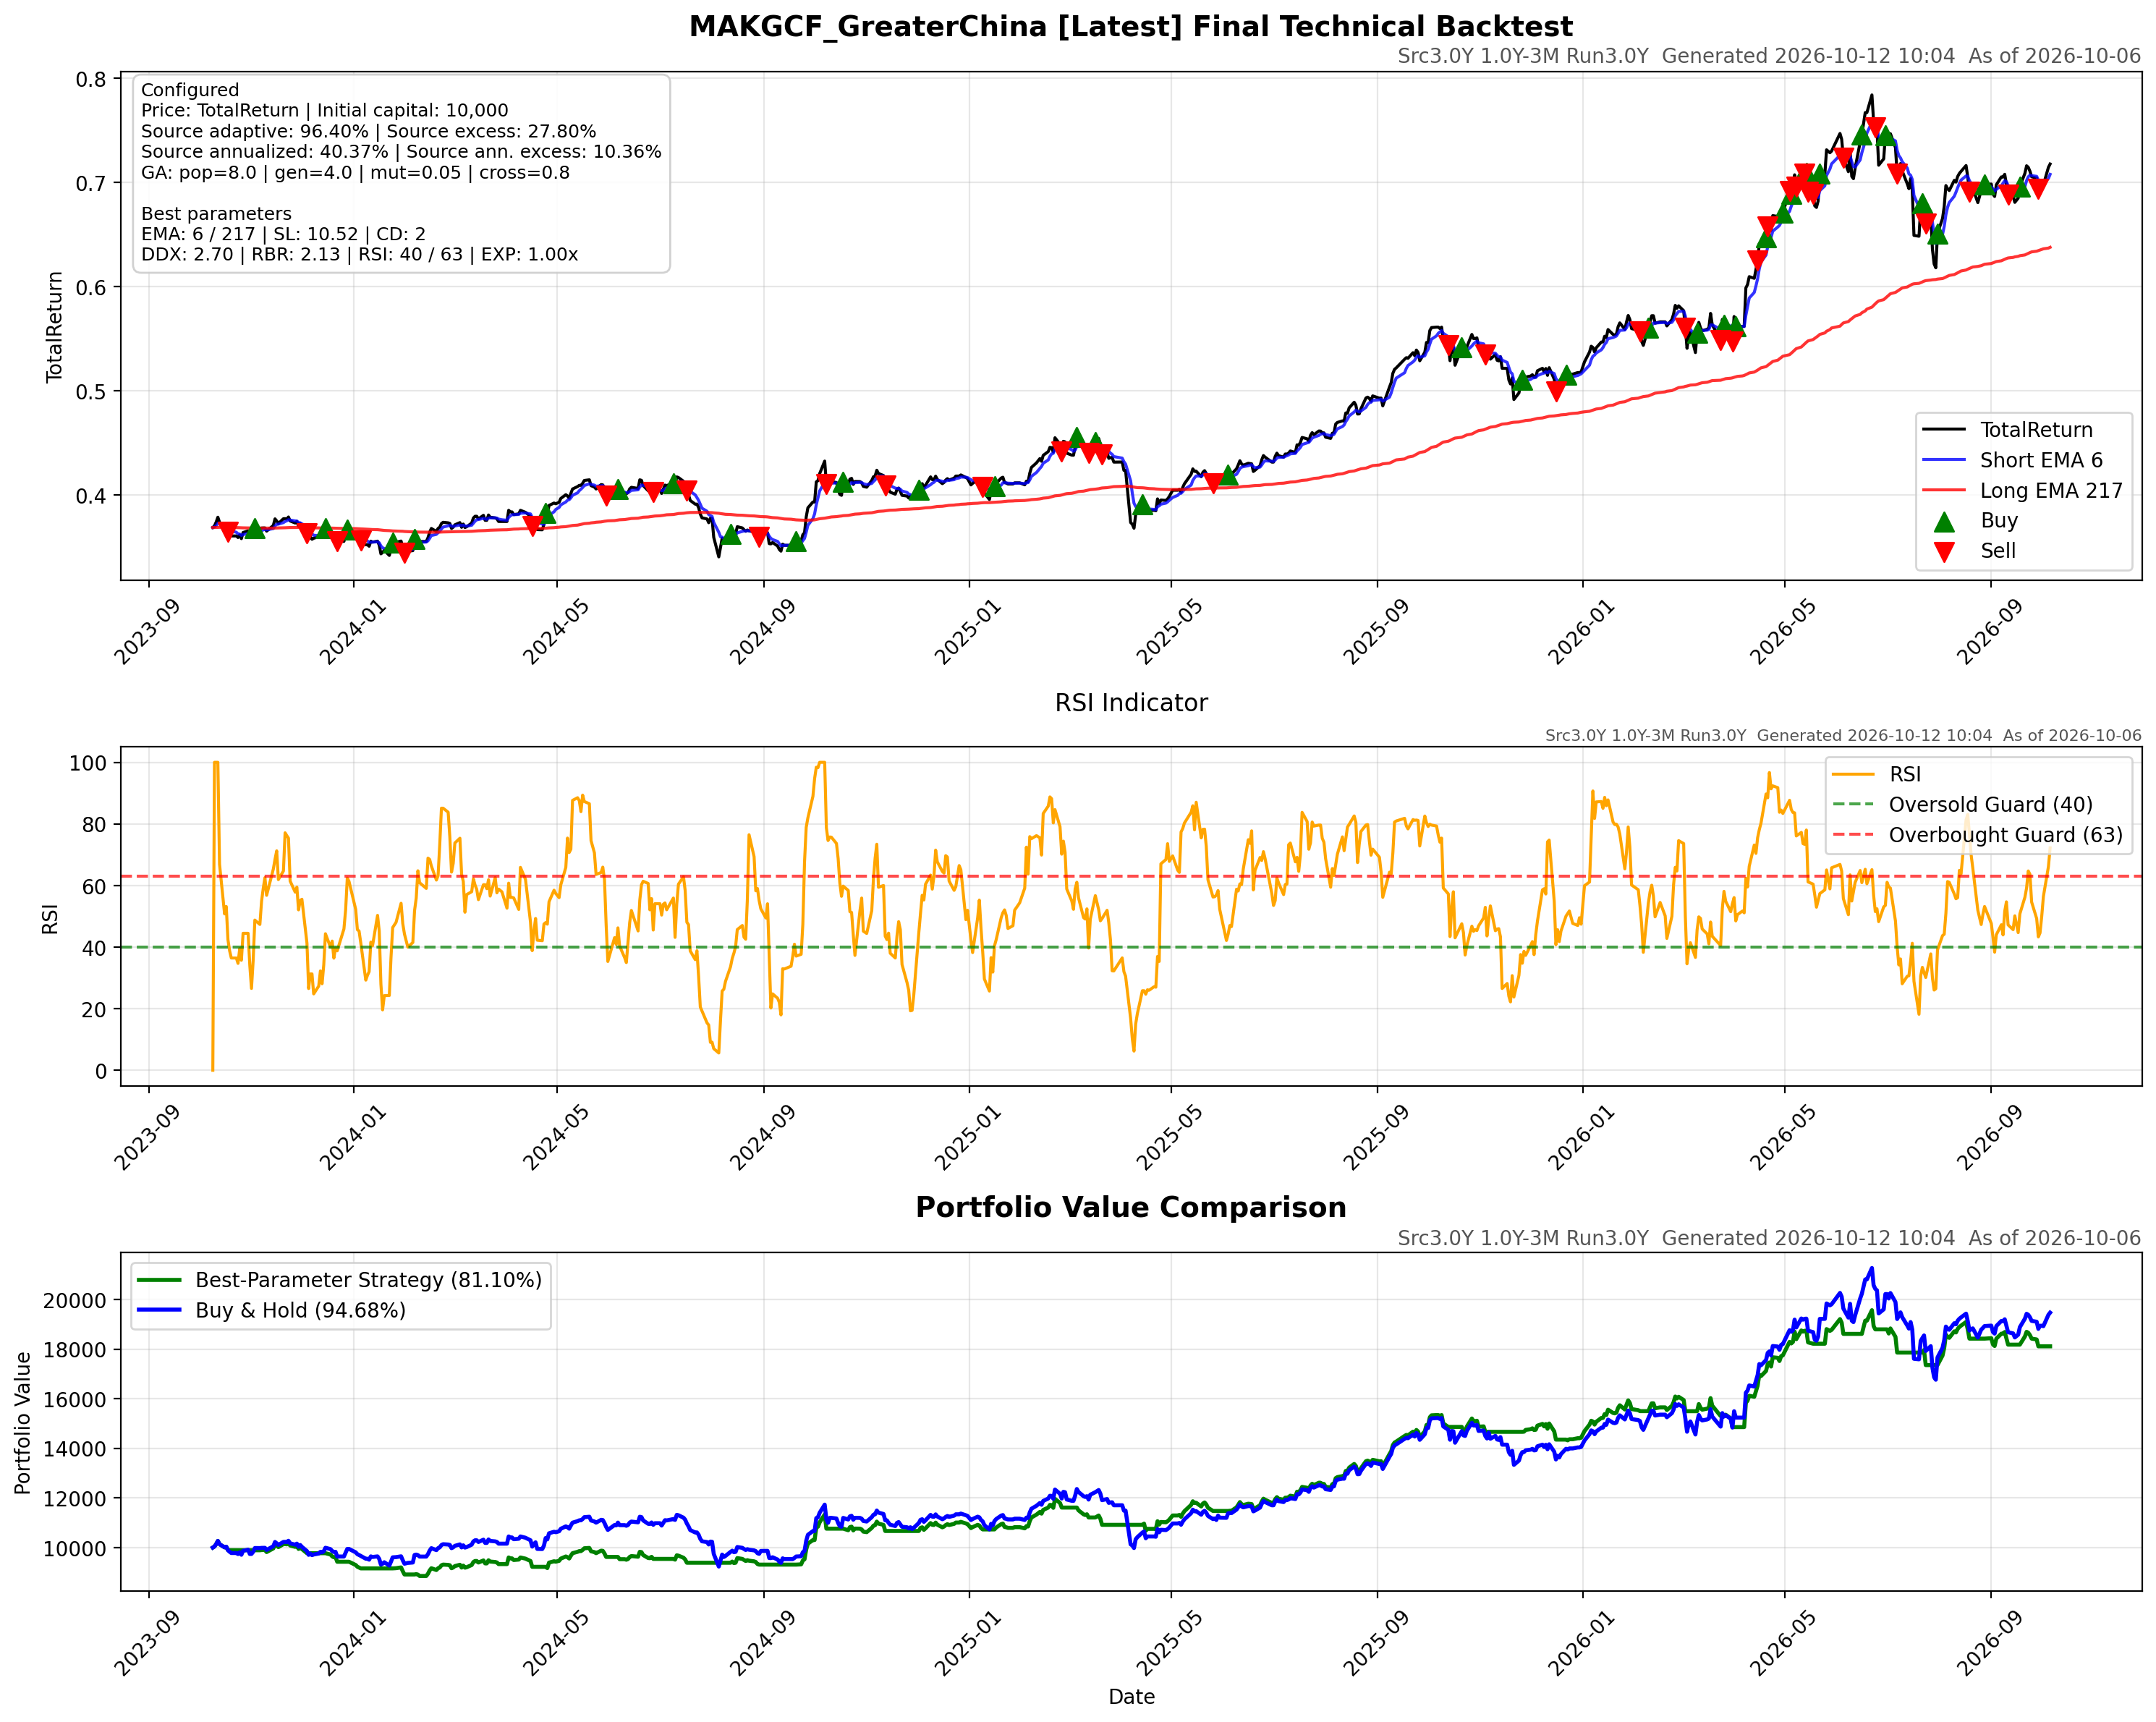 MAKGCF_GreaterChina [Latest] Final Technical Backtest
Src3.0Y 1.0Y-3M Run3.0Y  Generated 2026-10-12 10:04  As of 2026-10-06
Configured
Price: TotalReturn | Initial capital: 10,000
Source adaptive: 96.40% | Source excess: 27.80%
Source annualized: 40.37% | Source ann. excess: 10.36%
GA: pop=8.0 | gen=4.0 | mut=0.05 | cross=0.8
Best parameters
EMA: 6 / 217 | SL: 10.52 | CD: 2
DDX: 2.70 | RBR: 2.13 | RSI: 40 / 63 | EXP: 1.00x
TotalReturn
0.8
0.7
0.6
0.5
0.4
TotalReturn
Short EMA 6
Long EMA 217
Buy
Sell
2023-09
2024-01
2024-05
2024-09
2025-01
2025-05
2025-09
2026-01
2026-05
2026-09
RSI Indicator
Src3.0Y 1.0Y-3M Run3.0Y  Generated 2026-10-12 10:04  As of 2026-10-06
RSI
100
80
60
40
20
0
RSI
Oversold Guard (40)
Overbought Guard (63)
2023-09
2024-01
2024-05
2024-09
2025-01
2025-05
2025-09
2026-01
2026-05
2026-09
Portfolio Value Comparison
Src3.0Y 1.0Y-3M Run3.0Y  Generated 2026-10-12 10:04  As of 2026-10-06
Best-Parameter Strategy (81.10%)
Buy & Hold (94.68%)
Portfolio Value
20000
18000
16000
14000
12000
10000
2023-09
2024-01
2024-05
2024-09
2025-01
2025-05
2025-09
2026-01
2026-05
2026-09
Date